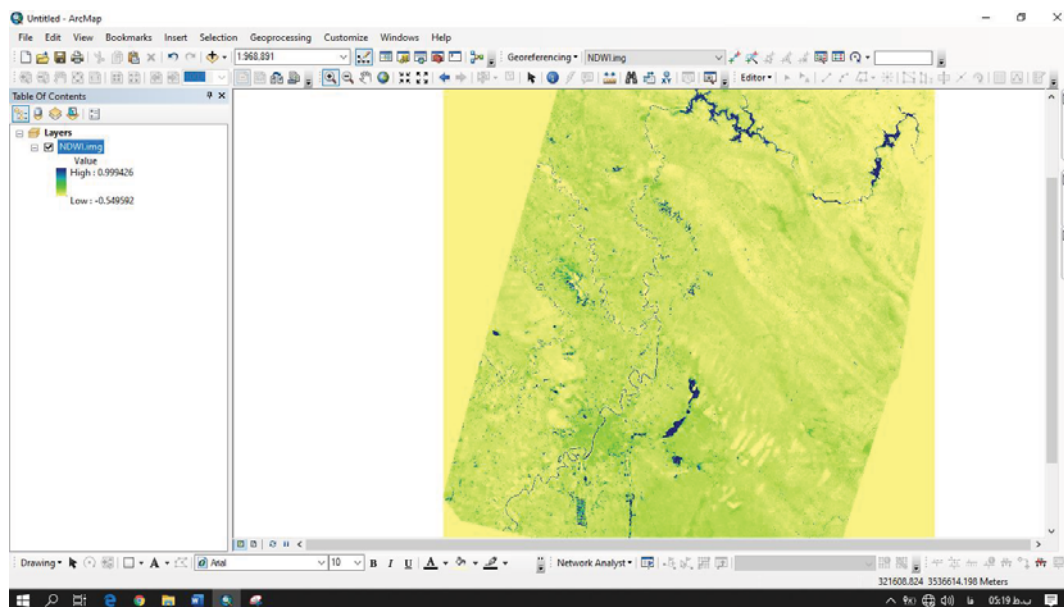 Untitled - ArcMap
File Edit View Bookmarks Insert Selection Geoprocessing Customize Windows Help
1:968,891
Georeferencing
NDWI.img
Editor
Table Of Contents
Layers
NDWI.img
Value
High : 0.999426
Low : -0.549592
Drawing
A
Arial
10
B I U A
Network Analyst
321608.824 3536614.198 Meters
فا
05:19 ب.ظ